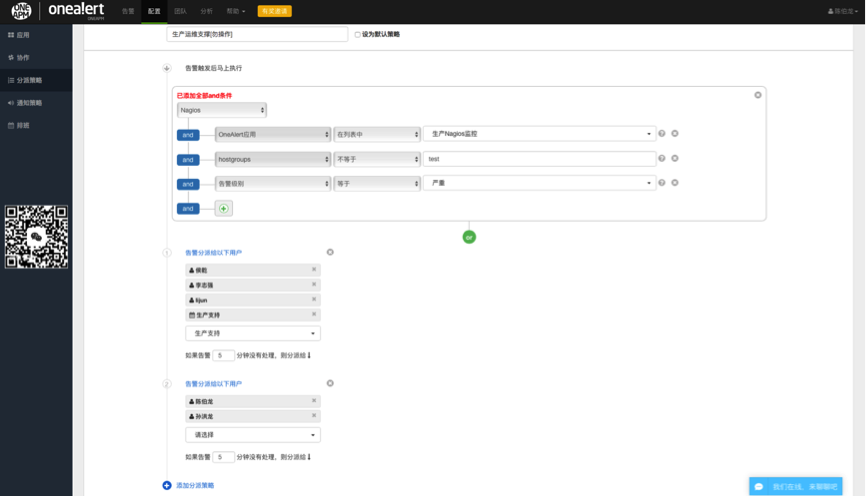 ONE APM onealert ONEAPM 告警 配置 团队 分析 帮助 有奖邀请 陈伯龙
应用
协作
分派策略
通知策略
排班
生产运维支撑[勿操作] 设为默认策略
告警触发后马上执行
已添加全部and条件
Nagios
and OneAlert应用 在列表中 生产Nagios监控
and hostgroups 不等于 test
and 告警级别 等于 严重
and
or
1 告警分派给以下用户
侯乾
李志强
lijun
生产支持
生产支持
如果告警 5 分钟没有处理，则分派给
2 告警分派给以下用户
陈伯龙
孙洪龙
请选择
如果告警 5 分钟没有处理，则分派给
添加分派策略
我们在线，来聊聊吧